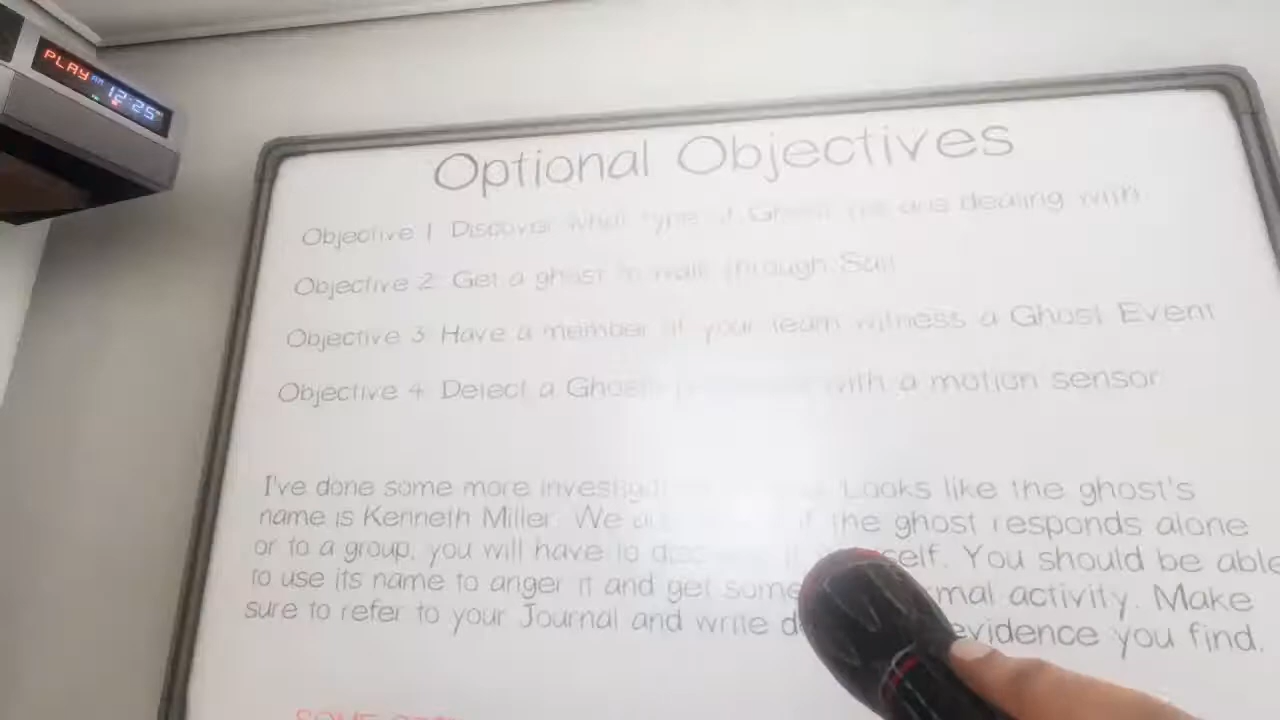 PLAY AM 12:25
Optional Objectives
Objective 1 Discover what type of Ghost we are dealing with
Objective 2 Get a ghost to walk through Salt
Objective 3 Have a member of your team witness a Ghost Event
Objective 4 Detect a Ghosts with a motion sensor
I've done some more Looks like the ghost's
name is Kenneth Miller. We the ghost responds alone
or to a group, you will have to You should be able
to use its name to anger it and get some activity. Make
sure to refer to your Journal and write evidence you find.
SOME